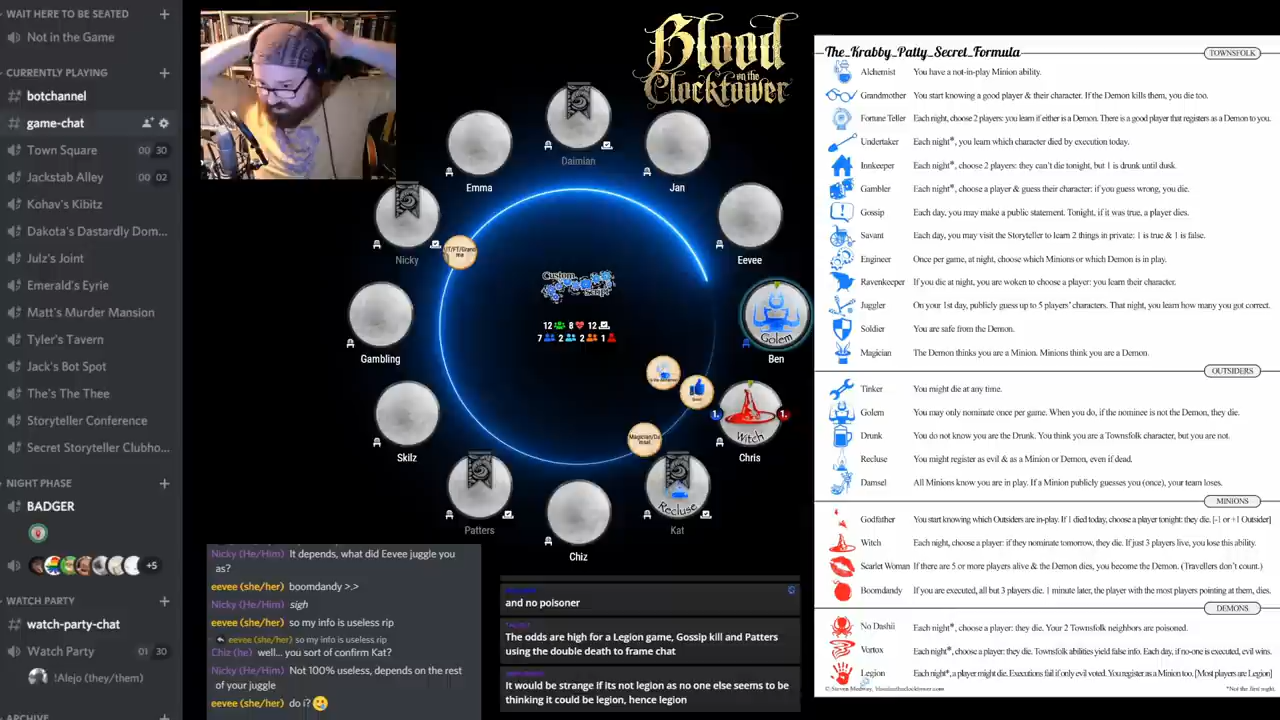 WAIT HERE TO BE SEATED
Not in the Game
CURRENTLY PLAYING
botchannel
game-chat
Town Square
00 30
Jackstab Alley
00 02
Kohav's Kibitz
Dakota's Dastardly Dom...
Juiz's Joint
Emerald's Eyrie
Matt's Murder Mansion
Tyler's Tavern
Jack's Bot Spot
The's The Thee
Storyteller Conference
Secret Storyteller Clubho...
NIGHT PHASE
BADGER
+5
WATCH PARTY
watch-party-chat
Watch Party
01 30
!Alejo (they/them)
Blood
on the
Clocktower
Daimian
Emma
Jan
Nicky
Eevee
Gambling
Golem
Ben
Skilz
Witch
Chris
1.
1.
Patters
Chiz
Recluse
Kat
Custom
Script
12 8 12
7 2 2 1
Nicky (He/Him) It depends, what did Eevee juggle you
as?
eevee (she/her) boomdandy >.>
Nicky (He/Him) sigh
eevee (she/her) so my info is useless rip
eevee (she/her) so my info is useless rip
Chiz (he) well... you sort of confirm Kat?
Nicky (He/Him) Not 100% useless, depends on the rest
of your juggle
eevee (she/her) do i?
and no poisoner
The odds are high for a Legion game, Gossip kill and Patters
using the double death to frame chat
It would be strange if its not legion as no one else seems to be
thinking it could be legion, hence legion
The_Krabby_Patty_Secret_Formula
TOWNSFOLK
Alchemist You have a not-in-play Minion ability.
Grandmother You start knowing a good player & their character. If the Demon kills them, you die too.
Fortune Teller Each night, choose 2 players: you learn if either is a Demon. There is a good player that registers as a Demon to you.
Undertaker Each night*, you learn which character died by execution today.
Innkeeper Each night*, choose 2 players: they can't die tonight, but 1 is drunk until dusk.
Gambler Each night*, choose a player & guess their character: if you guess wrong, you die.
Gossip Each day, you may make a public statement. Tonight, if it was true, a player dies.
Savant Each day, you may visit the Storyteller to learn 2 things in private: 1 is true & 1 is false.
Engineer Once per game, at night, choose which Minions or which Demon is in play.
Ravenkeeper If you die at night, you are woken to choose a player: you learn their character.
Juggler On your 1st day, publicly guess up to 5 players' characters. That night, you learn how many you got correct.
Soldier You are safe from the Demon.
Magician The Demon thinks you are a Minion. Minions think you are a Demon.
OUTSIDERS
Tinker You might die at any time.
Golem You may only nominate once per game. When you do, if the nominee is not the Demon, they die.
Drunk You do not know you are the Drunk. You think you are a Townsfolk character, but you are not.
Recluse You might register as evil & as a Minion or Demon, even if dead.
Damsel All Minions know you are in play. If a Minion publicly guesses you (once), your team loses.
MINIONS
Godfather You start knowing which Outsiders are in-play. If 1 died today, choose a player tonight: they die. [-1 or +1 Outsider]
Witch Each night, choose a player: if they nominate tomorrow, they die. If just 3 players live, you lose this ability.
Scarlet Woman If there are 5 or more players alive & the Demon dies, you become the Demon. (Travellers don't count.)
Boomdandy If you are executed, all but 3 players die. 1 minute later, the player with the most players pointing at them, dies.
DEMONS
No Dashii Each night*, choose a player: they die. Your 2 Townsfolk neighbors are poisoned.
Vortox Each night*, choose a player: they die. Townsfolk abilities yield false info. Each day, if no-one is executed, evil wins.
Legion Each night*, a player might die. Executions fail if only evil voted. You register as a Minion too. [Most players are Legion]
© Steven Medway, bloodontheclocktower.com
*Not the first night.